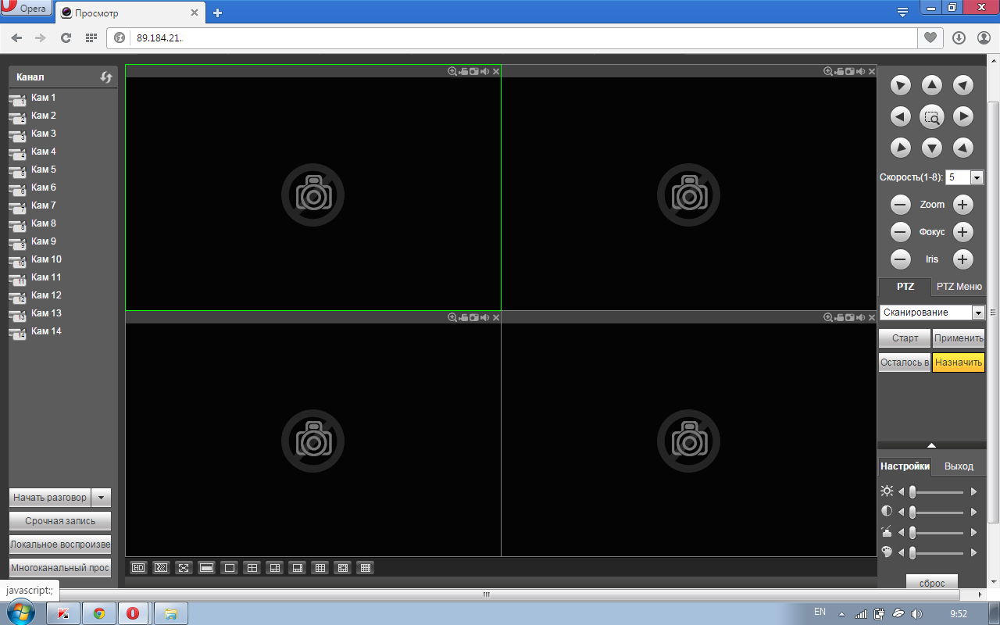 Opera
Просмотр
89.184.21..
Канал
Кам 1
Кам 2
Кам 3
Кам 4
Кам 5
Кам 6
Кам 7
Кам 8
Кам 9
Кам 10
Кам 11
Кам 12
Кам 13
Кам 14
Начать разговор
Срочная запись
Локальное воспроизве
Многоканальный прос
Скорость(1-8): 5
Zoom
Фокус
Iris
PTZ PTZ Меню
Сканирование
Старт Применить
Осталось в Назначить
Настройки Выход
сброс
javascript:;
EN 9:52